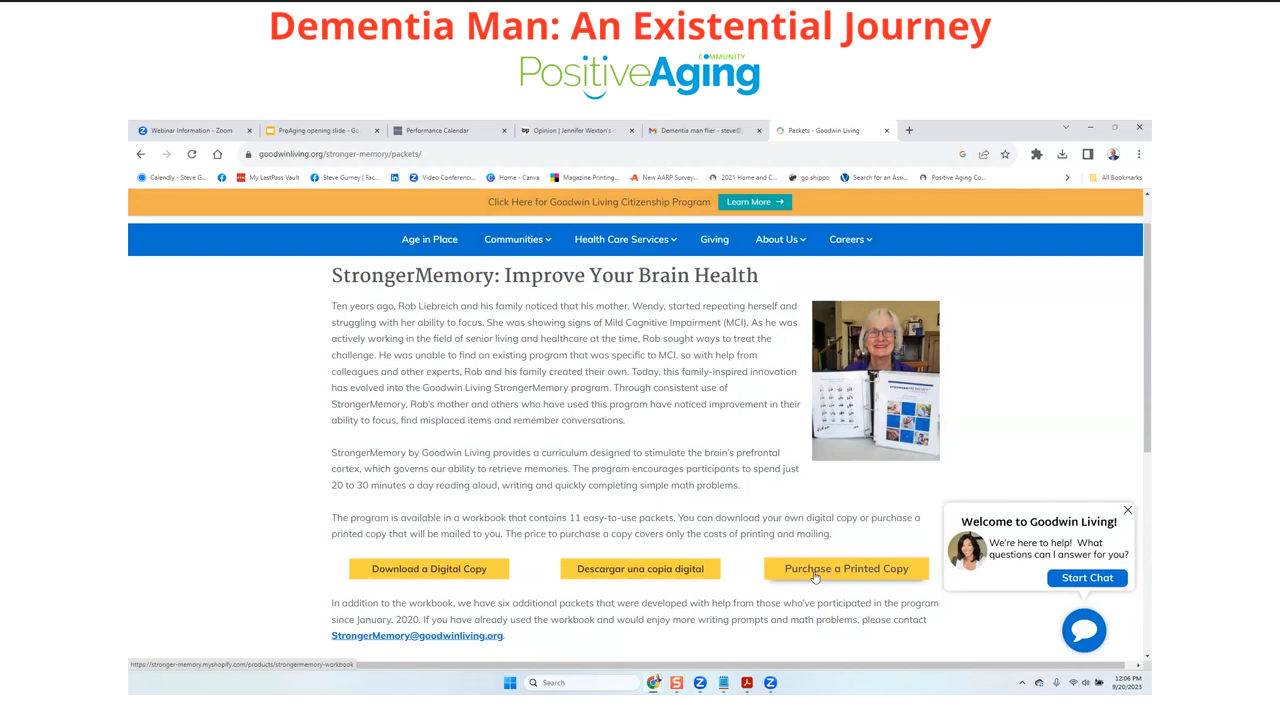 Dementia Man: An Existential Journey
COMMUNITY
PositiveAging
Webinar Information - Zoom
ProAging opening slide - Go
Performance Calendar
Opinion | Jennifer Wexton's
Dementia man flier - steve@
Packets - Goodwin Living
goodwinliving.org/stronger-memory/packets/
Calendly - Steve G...
My LastPass Vault
Steve Gurney | Fac...
Video Conferenci...
Home - Canva
Magazine Printing,...
New AARP Survey...
2021 Home and C...
go shippo
Search for an Assi...
Positive Aging Co...
All Bookmarks
Click Here for Goodwin Living Citizenship Program
Learn More →
Age in Place
Communities
Health Care Services
Giving
About Us
Careers
StrongerMemory: Improve Your Brain Health
Ten years ago, Rob Liebreich and his family noticed that his mother, Wendy, started repeating herself and
struggling with her ability to focus. She was showing signs of Mild Cognitive Impairment (MCI). As he was
actively working in the field of senior living and healthcare at the time, Rob sought ways to treat the
challenge. He was unable to find an existing program that was specific to MCI, so with help from
colleagues and other experts, Rob and his family created their own. Today, this family-inspired innovation
has evolved into the Goodwin Living StrongerMemory program. Through consistent use of
StrongerMemory, Rob's mother and others who have used this program have noticed improvement in their
ability to focus, find misplaced items and remember conversations.
StrongerMemory by Goodwin Living provides a curriculum designed to stimulate the brain's prefrontal
cortex, which governs our ability to retrieve memories. The program encourages participants to spend just
20 to 30 minutes a day reading aloud, writing and quickly completing simple math problems.
The program is available in a workbook that contains 11 easy-to-use packets. You can download your own digital copy or purchase a
printed copy that will be mailed to you. The price to purchase a copy covers only the costs of printing and mailing.
Download a Digital Copy
Descargar una copia digital
Purchase a Printed Copy
In addition to the workbook, we have six additional packets that were developed with help from those who've participated in the program
since January, 2020. If you have already used the workbook and would enjoy more writing prompts and math problems, please contact
StrongerMemory@goodwinliving.org.
Welcome to Goodwin Living!
We're here to help! What
questions can I answer for you?
Start Chat
https://stronger-memory.myshopify.com/products/strongermemory-workbook
Search
12:06 PM
9/20/2023